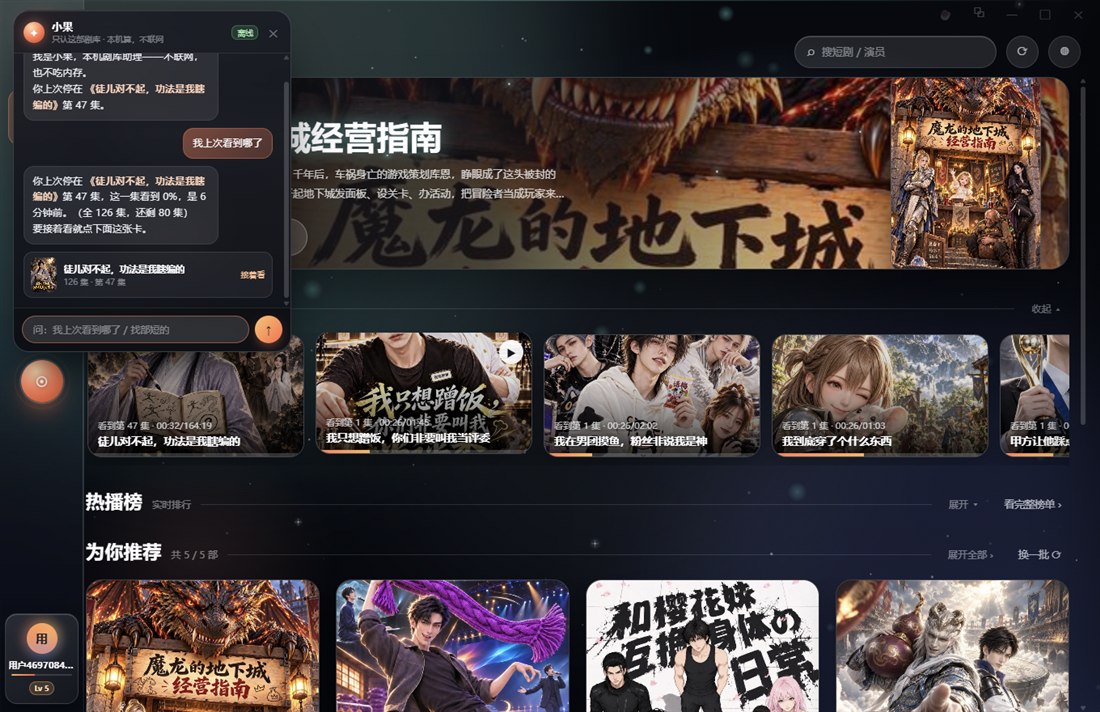 小果
只认这部剧库 · 本机算，不联网
离线
我是小果，本机剧库助理——不联网，
也不吃内存。
你上次停在 《徒儿对不起，功法是我瞎
编的》第 47 集。
我上次看到哪了
你上次停在 《徒儿对不起，功法是我瞎
编的》第 47 集，这一集看到 0%，是 6
分钟前。（全 126 集，还剩 80 集）
要接着看就点下面这张卡。
徒儿对不起，功法是我瞎编的
126 集 · 第 47 集
接着看
问：我上次看到哪了 / 找部短的
搜短剧 / 演员
城经营指南
千年后，车祸身亡的游戏策划库恩，睁眼成了这头被封的
起地下城发面板、设关卡、办活动，把冒险者当成玩家来...
魔龙的地下城
魔龙的地下城
经营指南
收起
看到第 47 集 · 00:32/164:19
徒儿对不起，功法是我瞎编的
我只想蹭饭，
你们非要叫我
看到第 1 集 · 00:26/01:45
我只想蹭饭，你们非要叫我当评委
看到第 1 集 · 00:26/02:02
我在男团摸鱼，粉丝非说我是神
看到第 1 集 · 00:26/01:03
我到底穿了个什么东西
看到第 1 集 · 0
甲方让他跳
热播榜
实时排行
展开
看完整榜单 ›
为你推荐
共 5 / 5 部
展开全部 ›
换一批
魔龙的地下城
经营指南
和樱花妹
互换身体の
日常
用
用户4697084...
Lv 5